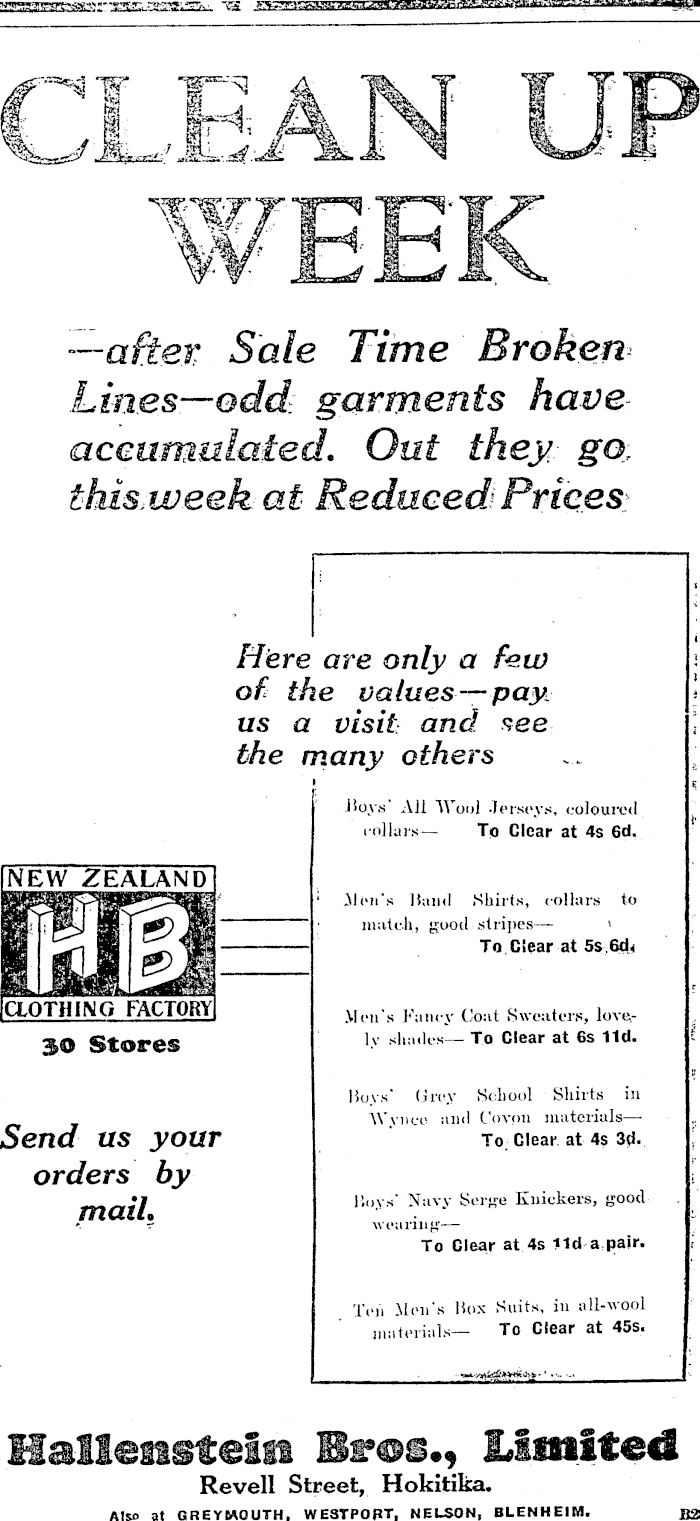 CLEAN UP
WEEK
—after Sale Time Broken
Lines—odd garments have
accumulated. Out they go
this week at Reduced Prices
Here are only a few
of the values—pay
us a visit and see
the many others
Boys' All Wool Jerseys, coloured
collars— To Clear at 4s 6d.
Men's Band Shirts, collars to
match, good stripes—
To Clear at 5s 6d.
Men's Fancy Coat Sweaters, love-
ly shades— To Clear at 6s 11d.
Boys' Grey School Shirts in
Wynce and Covon materials—
To Clear at 4s 3d.
Boys' Navy Serge Knickers, good
wearing—
To Clear at 4s 11d a pair.
Ten Men's Box Suits, in all-wool
materials— To Clear at 45s.
NEW ZEALAND
HB
CLOTHING FACTORY
30 Stores
Send us your
orders by
mail.
Hallenstein Bros., Limited
Revell Street, Hokitika.
Also at GREYMOUTH, WESTPORT, NELSON, BLENHEIM.